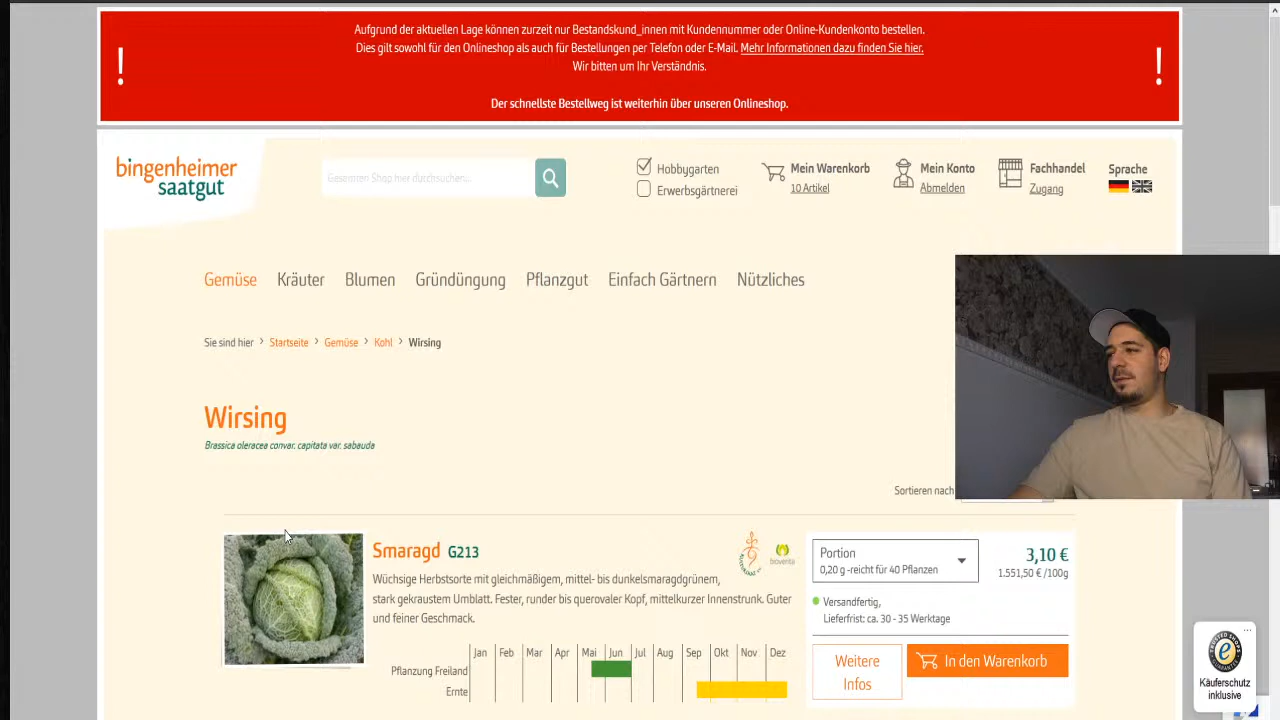 Aufgrund der aktuellen Lage können zurzeit nur Bestandskund_innen mit Kundennummer oder Online-Kundenkonto bestellen.
Dies gilt sowohl für den Onlineshop als auch für Bestellungen per Telefon oder E-Mail. Mehr Informationen dazu finden Sie hier.
Wir bitten um Ihr Verständnis.
Der schnellste Bestellweg ist weiterhin über unseren Onlineshop.
!
!
bingenheimer
saatgut
Gesamten Shop hier durchsuchen...
Hobbygarten
Erwerbsgärtnerei
Mein Warenkorb
10 Artikel
Mein Konto
Abmelden
Fachhandel
Zugang
Sprache
Gemüse Kräuter Blumen Gründüngung Pflanzgut Einfach Gärtnern Nützliches
Sie sind hier > Startseite > Gemüse > Kohl > Wirsing
Wirsing
Brassica oleracea convar. capitata var. sabauda
Sortieren nach
Smaragd G213
Wüchsige Herbstsorte mit gleichmäßigem, mittel- bis dunkelsmaragdgrünem,
stark gekraustem Umblatt. Fester, runder bis querovaler Kopf, mittelkurzer Innenstrunk. Guter
und feiner Geschmack.
bioverita
Jan Feb Mar Apr Mai Jun Jul Aug Sep Okt Nov Dez
Pflanzung Freiland
Ernte
Portion
0,20 g -reicht für 40 Pflanzen
3,10 €
1.551,50 € /100g
Versandfertig,
Lieferfrist: ca. 30 - 35 Werktage
Weitere
Infos
In den Warenkorb
Käuferschutz
inklusive